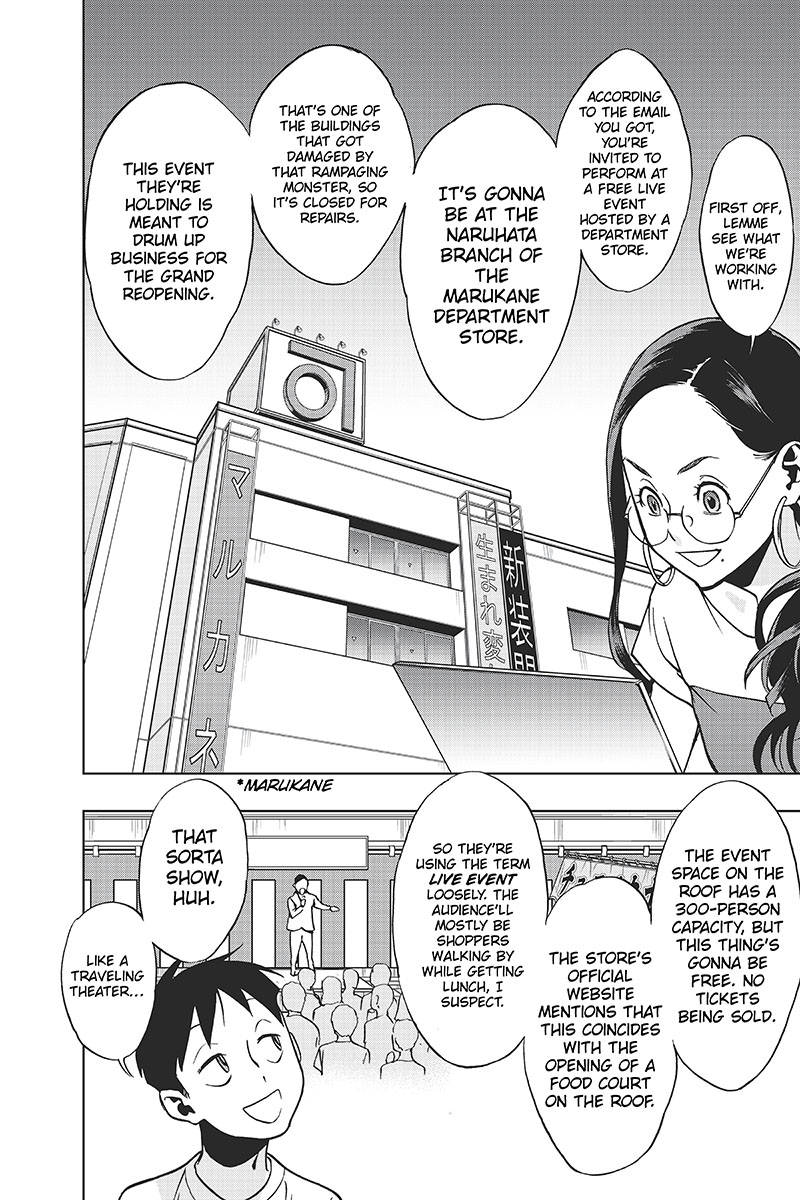 FIRST OFF,
LEMME
SEE WHAT
WE'RE
WORKING
WITH.
ACCORDING
TO THE EMAIL
YOU GOT,
YOU'RE
INVITED TO
PERFORM AT
A FREE LIVE
EVENT
HOSTED BY A
DEPARTMENT
STORE.
IT'S GONNA
BE AT THE
NARUHATA
BRANCH OF
THE
MARUKANE
DEPARTMENT
STORE.
THAT'S ONE OF
THE BUILDINGS
THAT GOT
DAMAGED BY
THAT RAMPAGING
MONSTER, SO
IT'S CLOSED FOR
REPAIRS.
THIS EVENT
THEY'RE
HOLDING IS
MEANT TO
DRUM UP
BUSINESS FOR
THE GRAND
REOPENING.
新装開
生まれ変
マルカネ
*MARUKANE
THE EVENT
SPACE ON THE
ROOF HAS A
300-PERSON
CAPACITY, BUT
THIS THING'S
GONNA BE
FREE. NO
TICKETS
BEING SOLD.
THE STORE'S
OFFICIAL
WEBSITE
MENTIONS THAT
THIS COINCIDES
WITH THE
OPENING OF A
FOOD COURT
ON THE ROOF.
SO THEY'RE
USING THE TERM
LIVE EVENT
LOOSELY. THE
AUDIENCE'LL
MOSTLY BE
SHOPPERS
WALKING BY
WHILE GETTING
LUNCH, I
SUSPECT.
THAT
SORTA
SHOW,
HUH.
LIKE A
TRAVELING
THEATER...